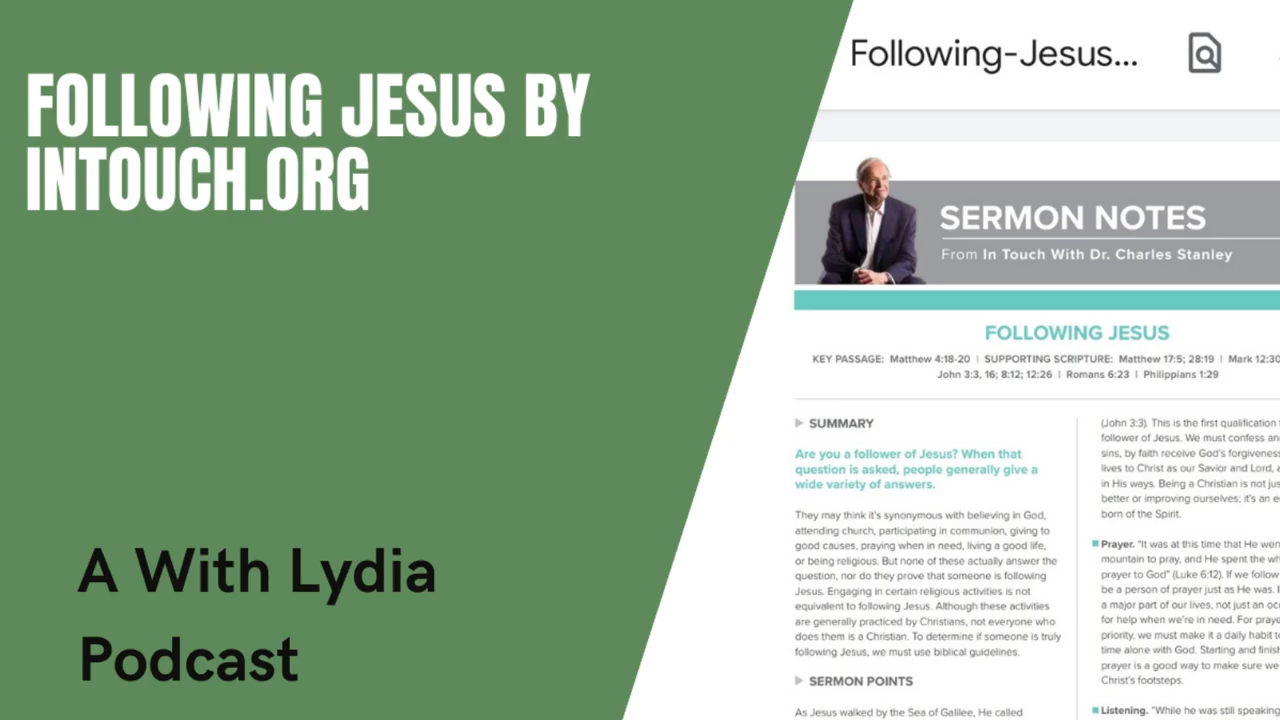 FOLLOWING JESUS BY
INTOUCH.ORG
A With Lydia
Podcast
Following-Jesus...
SERMON NOTES
From In Touch With Dr. Charles Stanley
FOLLOWING JESUS
KEY PASSAGE: Matthew 4:18-20 | SUPPORTING SCRIPTURE: Matthew 17:5; 28:19 | Mark 12:30
John 3:3, 16; 8:12; 12:26 | Romans 6:23 | Philippians 1:29
SUMMARY
Are you a follower of Jesus? When that
question is asked, people generally give a
wide variety of answers.
They may think it's synonymous with believing in God,
attending church, participating in communion, giving to
good causes, praying when in need, living a good life,
or being religious. But none of these actually answer the
question, nor do they prove that someone is following
Jesus. Engaging in certain religious activities is not
equivalent to following Jesus. Although these activities
are generally practiced by Christians, not everyone who
does them is a Christian. To determine if someone is truly
following Jesus, we must use biblical guidelines.
SERMON POINTS
As Jesus walked by the Sea of Galilee, He called
(John 3:3). This is the first qualification
follower of Jesus. We must confess an
sins, by faith receive God's forgiveness
lives to Christ as our Savior and Lord, a
in His ways. Being a Christian is not jus
better or improving ourselves; it's an e
born of the Spirit.
Prayer. "It was at this time that He wen
mountain to pray, and He spent the wh
prayer to God" (Luke 6:12). If we follow
be a person of prayer just as He was. I
a major part of our lives, not just an occ
for help when we're in need. For praye
priority, we must make it a daily habit t
time alone with God. Starting and finish
prayer is a good way to make sure we
Christ's footsteps.
Listening. "While he was still speaking